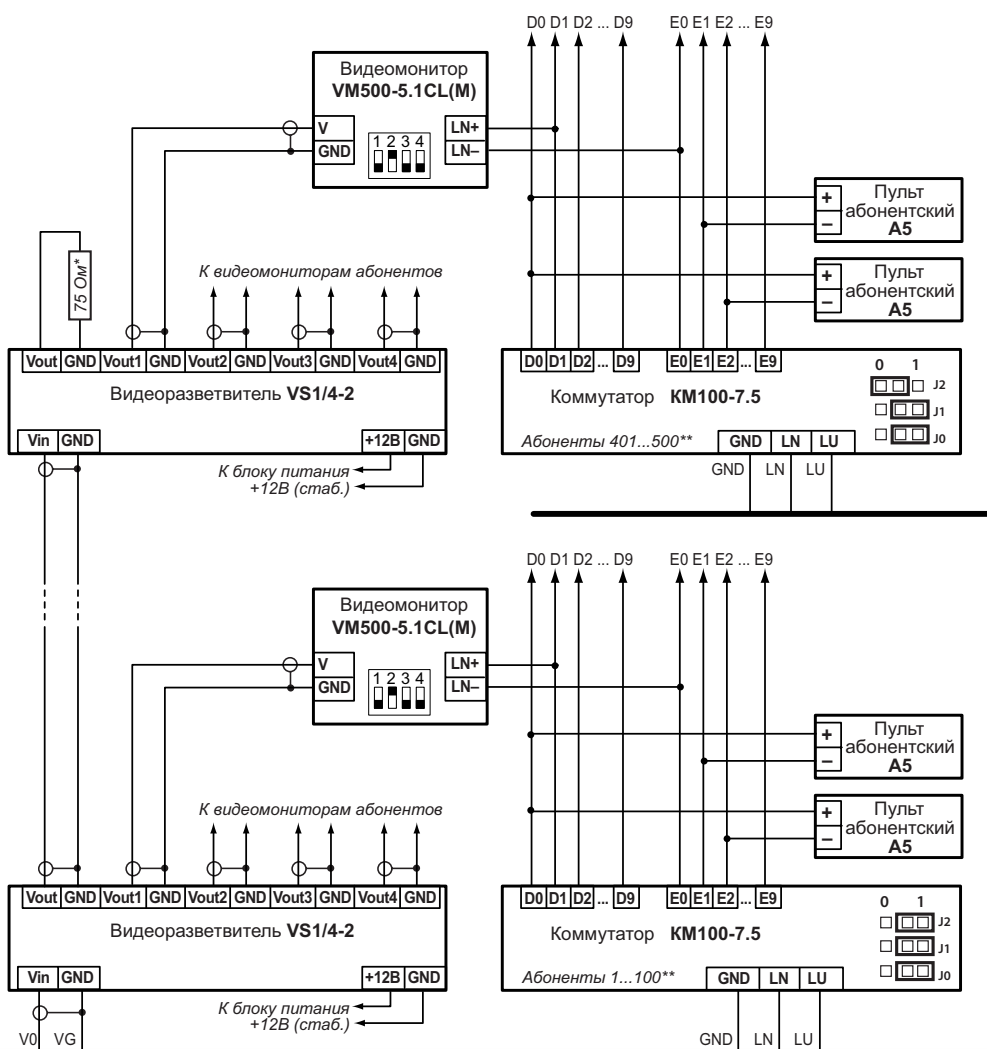 D0 D1 D2 ... D9 E0 E1 E2 ... E9
Видеомонитор
VM500-5.1CL(M)
V LN+
1 2 3 4
GND LN–
+ Пульт
абонентский
– А5
+ Пульт
абонентский
– А5
75 Ом*
К видеомониторам абонентов
Vout GND Vout1 GND Vout2 GND Vout3 GND Vout4 GND
Видеоразветвитель VS1/4-2
Vin GND +12В GND
К блоку питания
+12В (стаб.)
D0 D1 D2 ... D9 E0 E1 E2 ... E9
Коммутатор КМ100-7.5
0 1
J2
J1
J0
Абоненты 401...500**
GND LN LU
GND LN LU
D0 D1 D2 ... D9 E0 E1 E2 ... E9
Видеомонитор
VM500-5.1CL(M)
V LN+
1 2 3 4
GND LN–
+ Пульт
абонентский
– А5
+ Пульт
абонентский
– А5
К видеомониторам абонентов
Vout GND Vout1 GND Vout2 GND Vout3 GND Vout4 GND
Видеоразветвитель VS1/4-2
Vin GND +12В GND
К блоку питания
+12В (стаб.)
V0 VG
D0 D1 D2 ... D9 E0 E1 E2 ... E9
Коммутатор КМ100-7.5
0 1
J2
J1
J0
Абоненты 1...100**
GND LN LU
GND LN LU